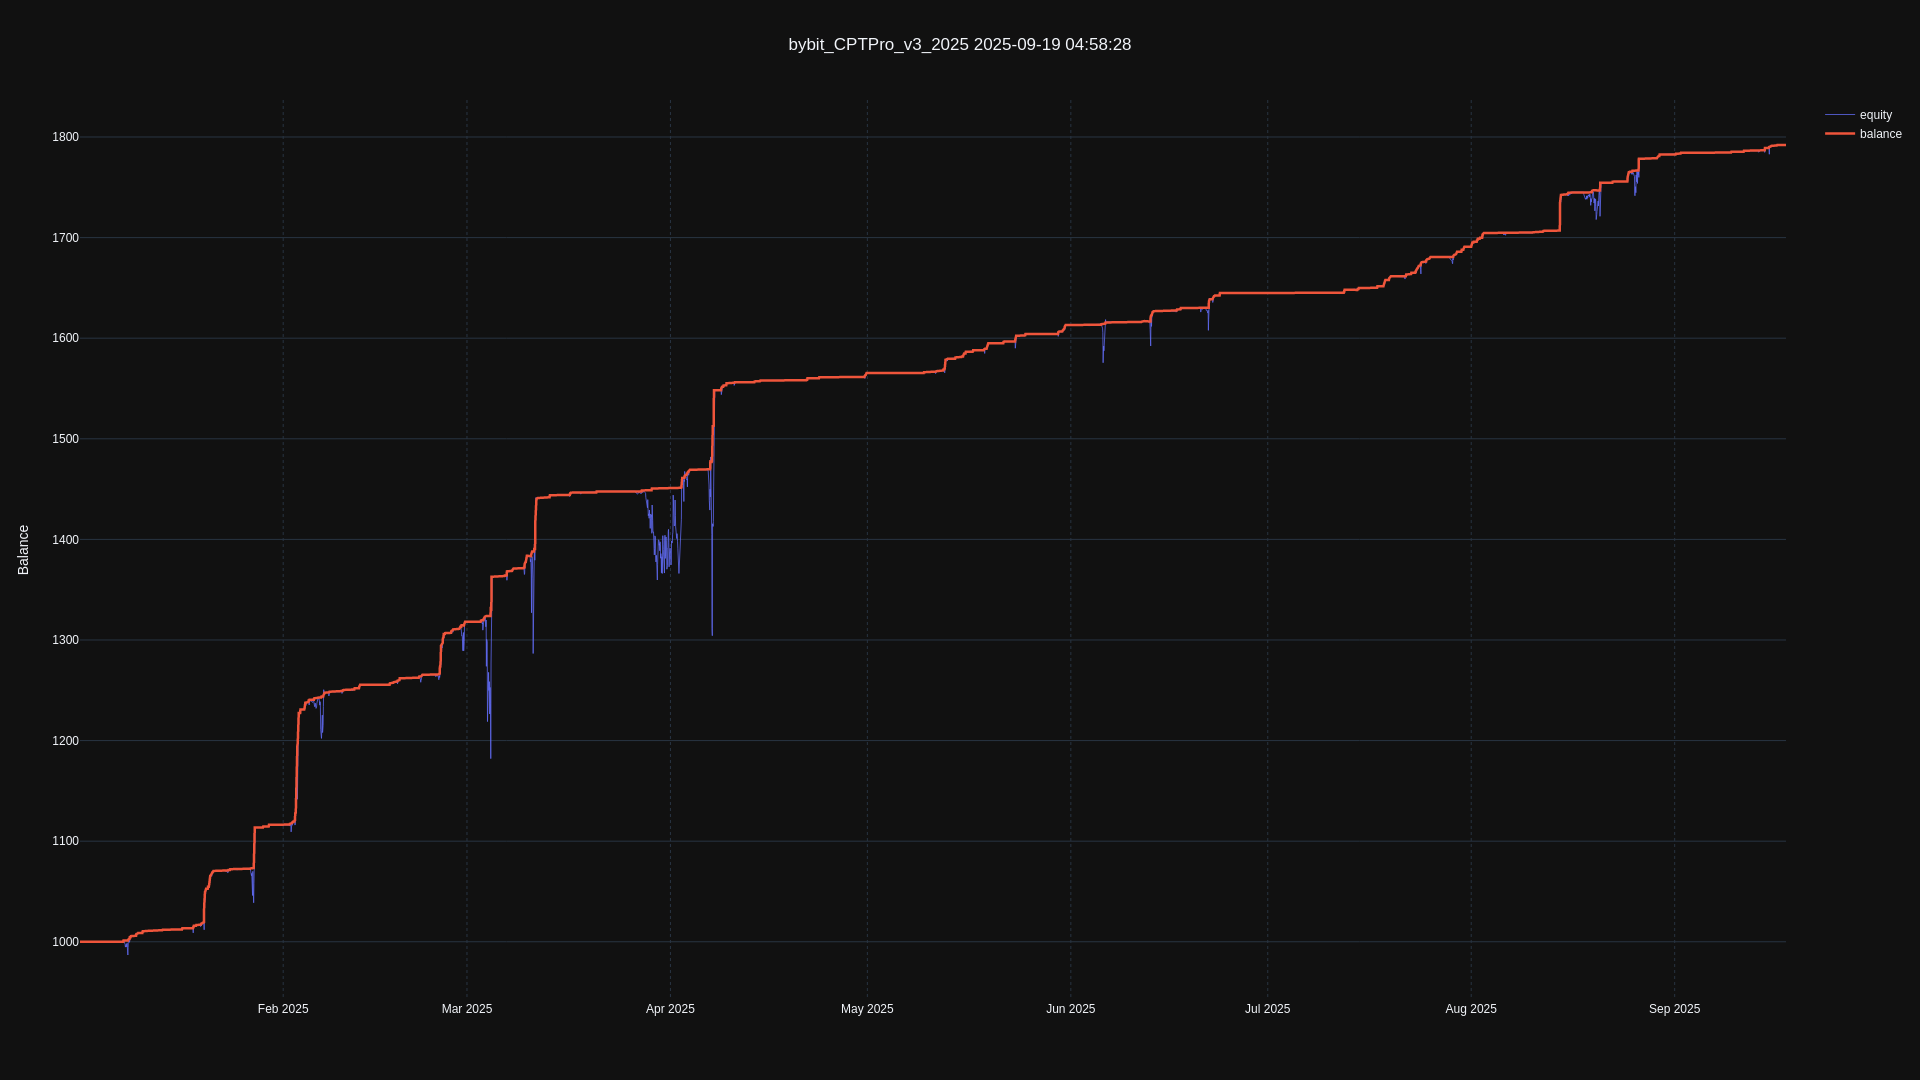 bybit_CPTPro_v3_2025 2025-09-19 04:58:28
equity
balance
1800
1700
1600
1500
1400
1300
1200
1100
1000
Balance
Feb 2025
Mar 2025
Apr 2025
May 2025
Jun 2025
Jul 2025
Aug 2025
Sep 2025